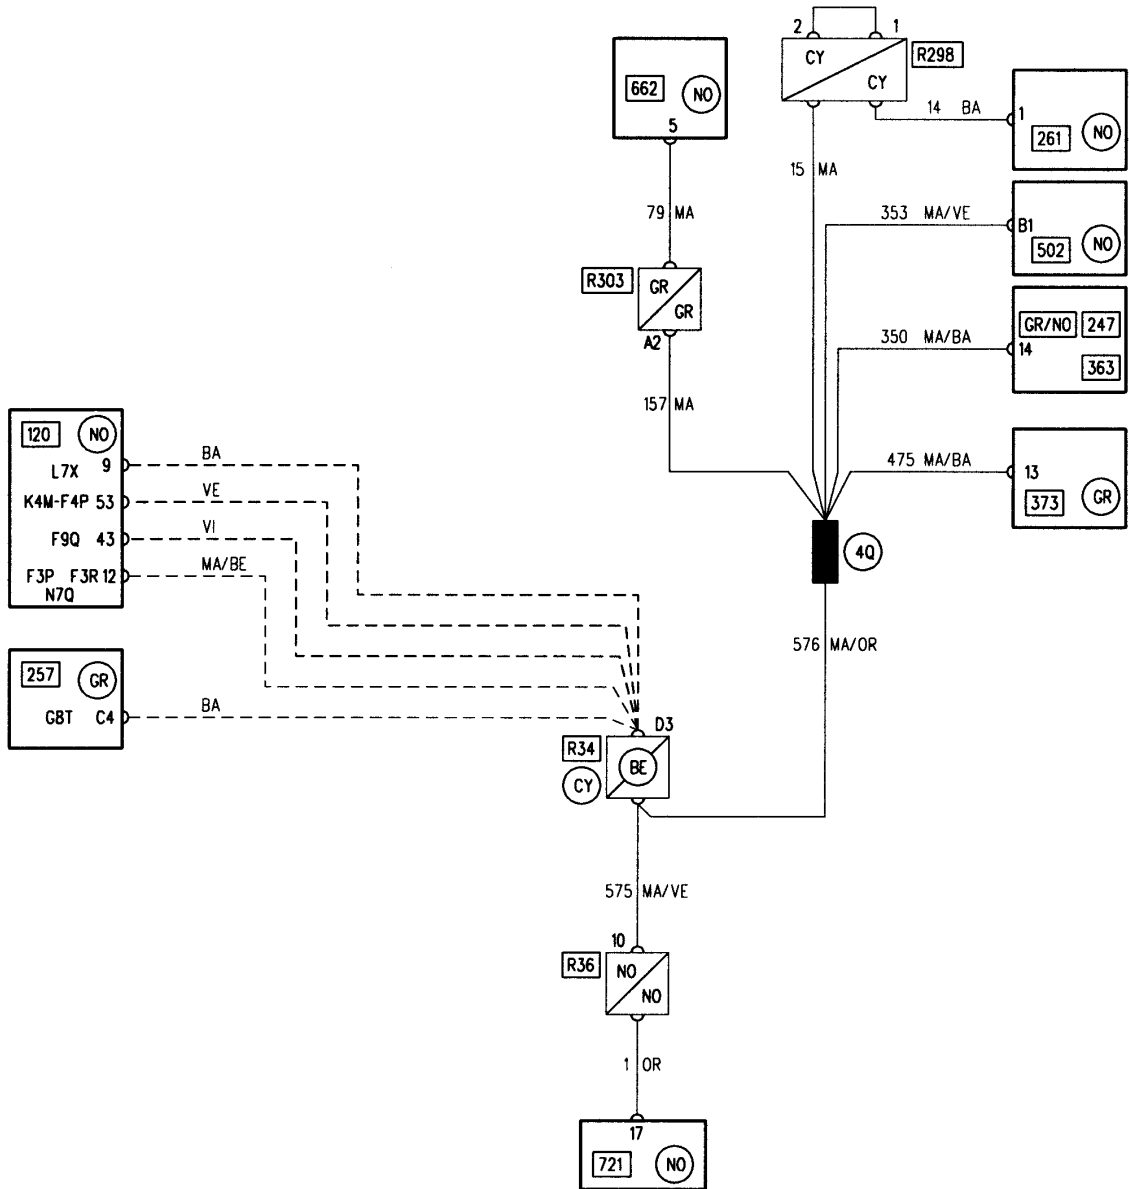 2 1
CY
CY
R298
662 NO
5
14 BA
1
261 NO
15 MA
79 MA
353 MA/VE
B1
502 NO
R303
GR
GR
A2
GR/NO 247
350 MA/BA
14
363
157 MA
120 NO
L7X 9
BA
K4M-F4P 53
VE
F9Q 43
VI
F3P F3R 12
MA/BE
N7Q
475 MA/BA
13
373 GR
4Q
576 MA/OR
257 GR
G8T C4
BA
D3
R34
BE
CY
575 MA/VE
10
R36
NO
NO
1 OR
17
721 NO